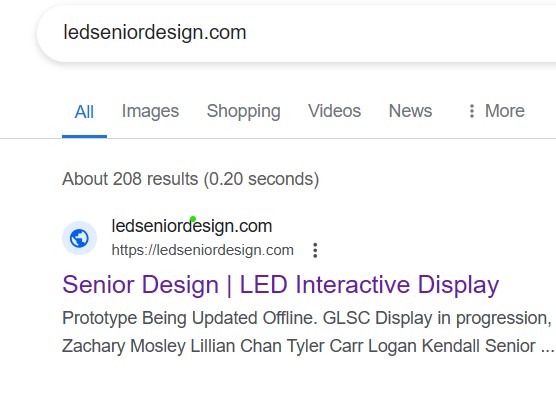 ledseniordesign.com
All Images Shopping Videos News More
About 208 results (0.20 seconds)
ledseniordesign.com
https://ledseniordesign.com
Senior Design | LED Interactive Display
Prototype Being Updated Offline. GLSC Display in progression,
Zachary Mosley Lillian Chan Tyler Carr Logan Kendall Senior ...